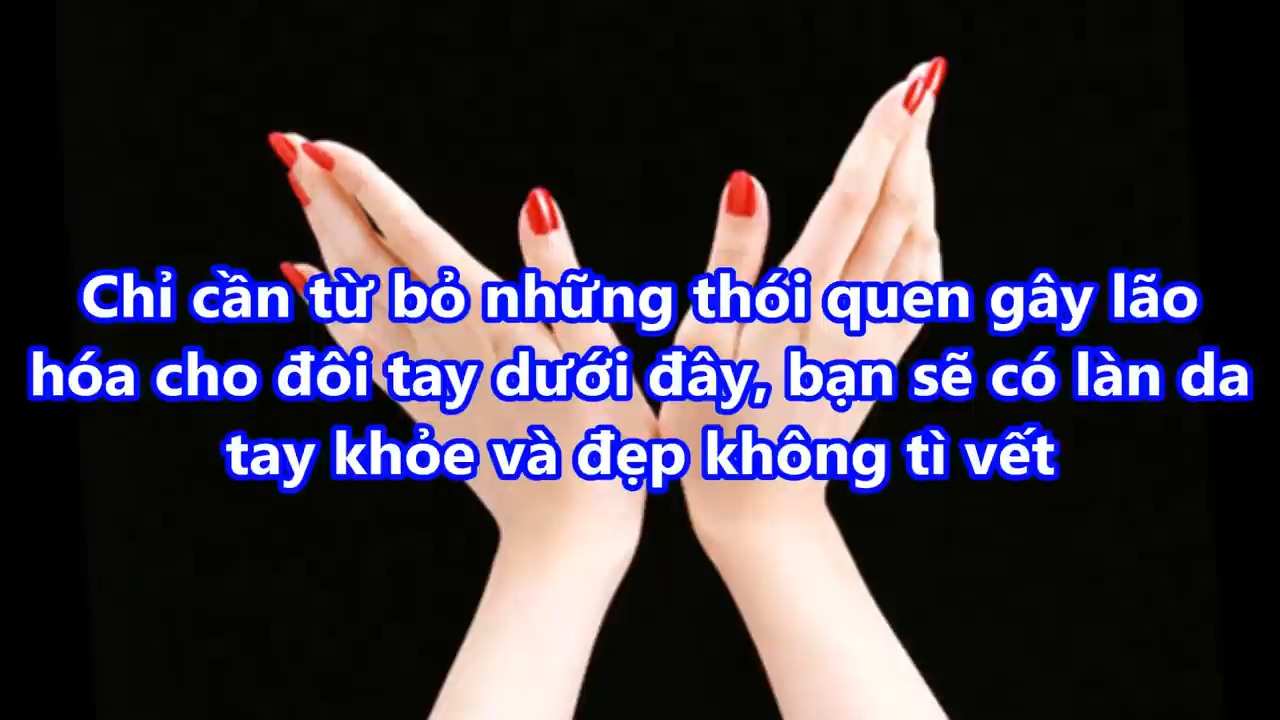 Chỉ cần từ bỏ những thói quen gây lão
hóa cho đôi tay dưới đây, bạn sẽ có làn da
tay khỏe và đẹp không tì vết